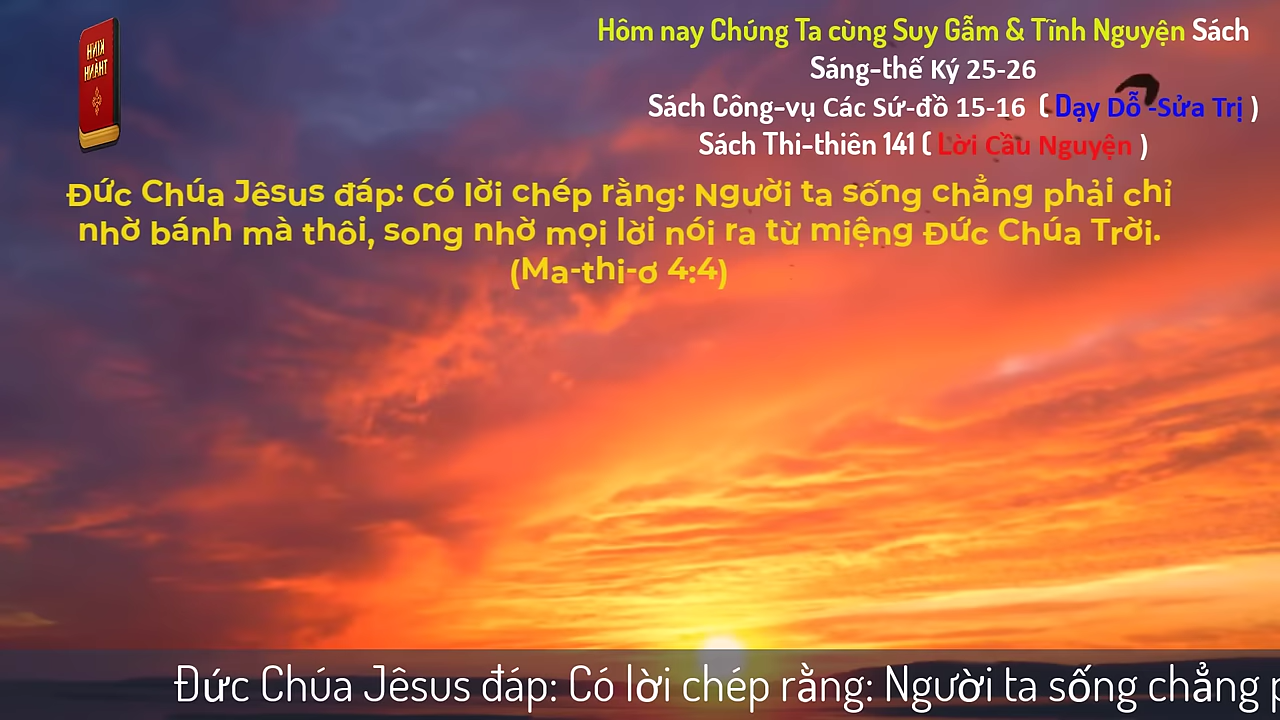 KINH
THÁNH
Hôm nay Chúng Ta cùng Suy Gẫm & Tĩnh Nguyện Sách
Sáng-thế Ký 25-26
Sách Công-vụ Các Sứ-đồ 15-16 ( Dạy Dỗ -Sửa Trị )
Sách Thi-thiên 141 ( Lời Cầu Nguyện )
Đức Chúa Jêsus đáp: Có lời chép rằng: Người ta sống chẳng phải chỉ
nhờ bánh mà thôi, song nhờ mọi lời nói ra từ miệng Đức Chúa Trời.
(Ma-thi-ơ 4:4)
Đức Chúa Jêsus đáp: Có lời chép rằng: Người ta sống chẳng